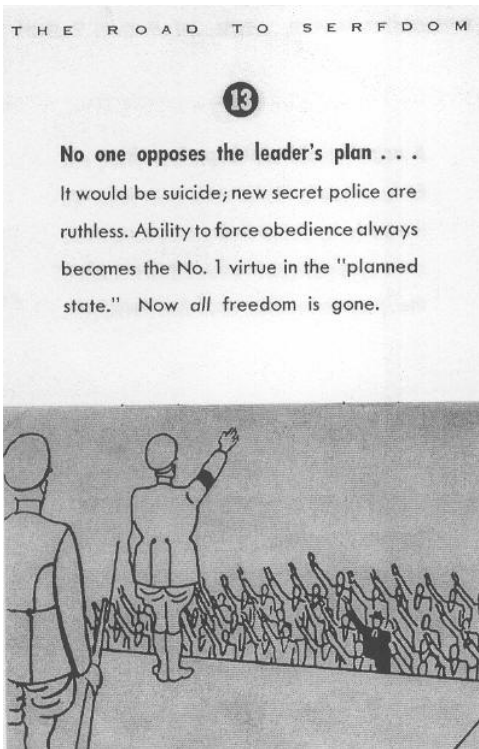 THE ROAD TO SERFDOM
13
No one opposes the leader's plan . . .
It would be suicide; new secret police are
ruthless. Ability to force obedience always
becomes the No. 1 virtue in the "planned
state." Now all freedom is gone.